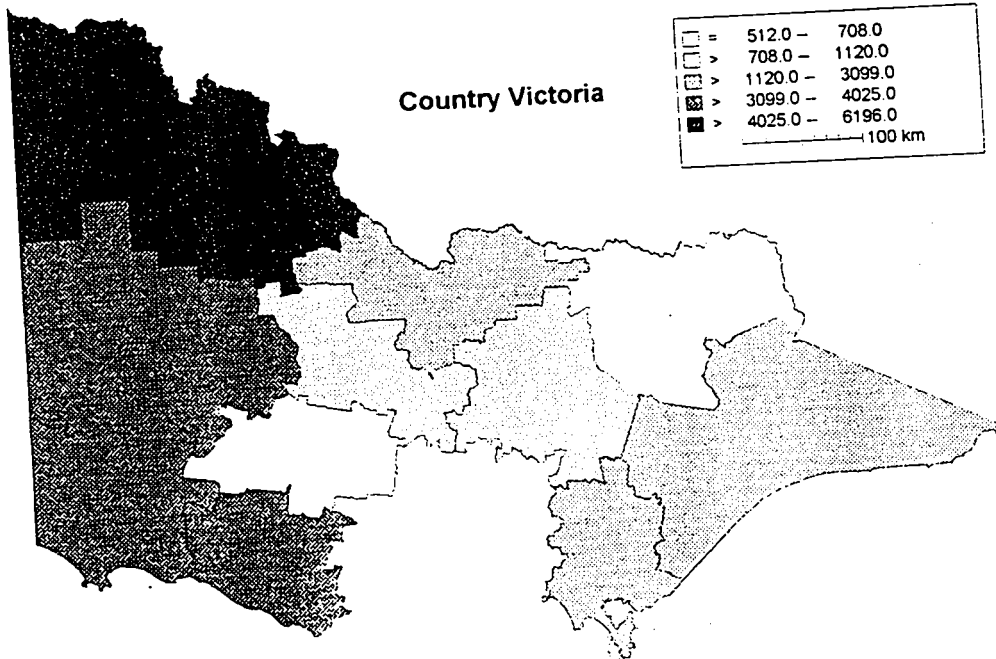 = 512.0 – 708.0
> 708.0 – 1120.0
> 1120.0 – 3099.0
> 3099.0 – 4025.0
> 4025.0 – 6196.0
100 km
Country Victoria